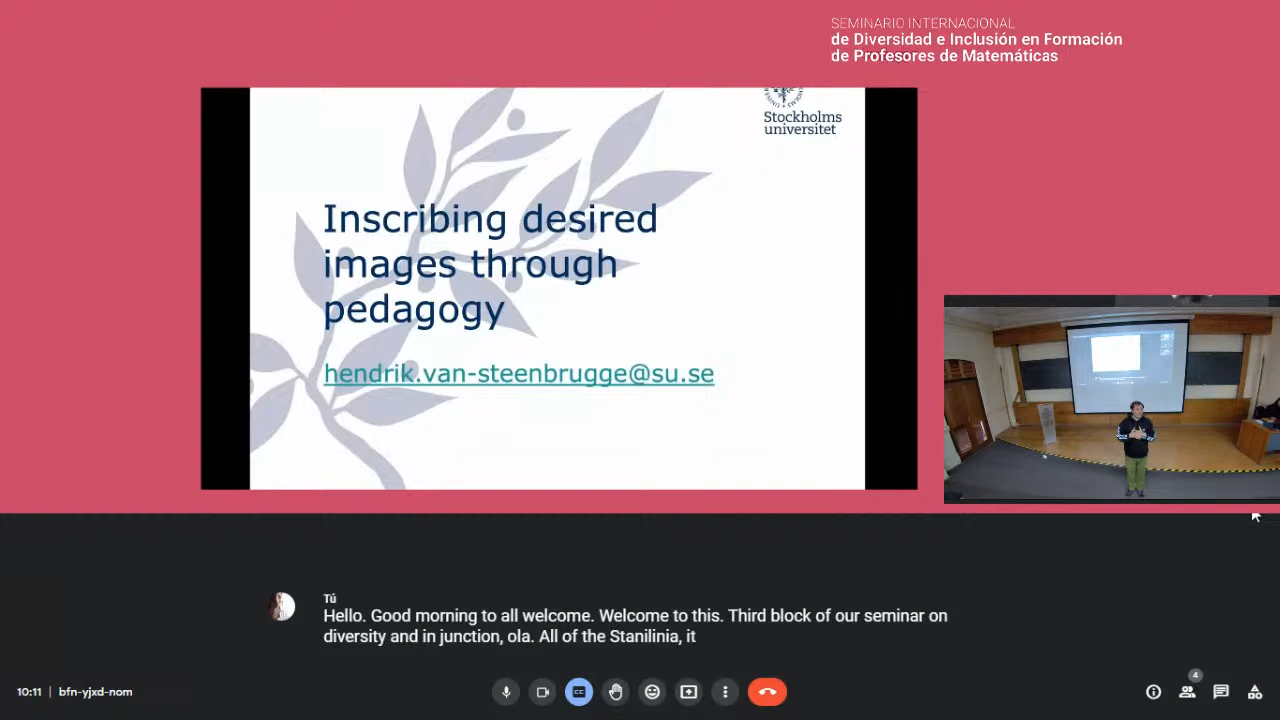 SEMINARIO INTERNACIONAL
de Diversidad e Inclusión en Formación
de Profesores de Matemáticas
Stockholms
universitet
Inscribing desired
images through
pedagogy
hendrik.van-steenbrugge@su.se
Tú
Hello. Good morning to all welcome. Welcome to this. Third block of our seminar on
diversity and in junction, ola. All of the Stanilinia, it
10:11 | bfn-yjxd-nom
CC
4